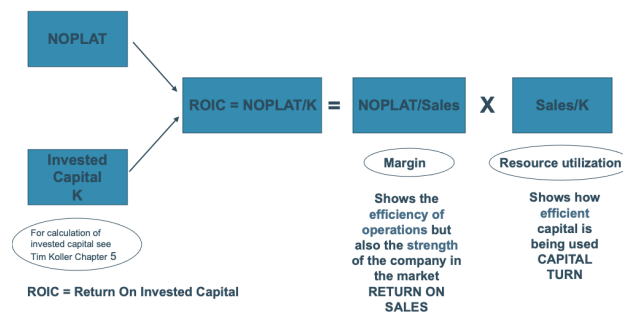 NOPLAT
ROIC = NOPLAT/K
=
NOPLAT/Sales
X
Sales/K
Invested
Capital
K
Margin
Resource utilization
For calculation of
invested capital see
Tim Koller Chapter 5
Shows the
efficiency of
operations but
also the strength
of the company in
the market
RETURN ON
SALES
Shows how
efficient
capital is
being used
CAPITAL
TURN
ROIC = Return On Invested Capital